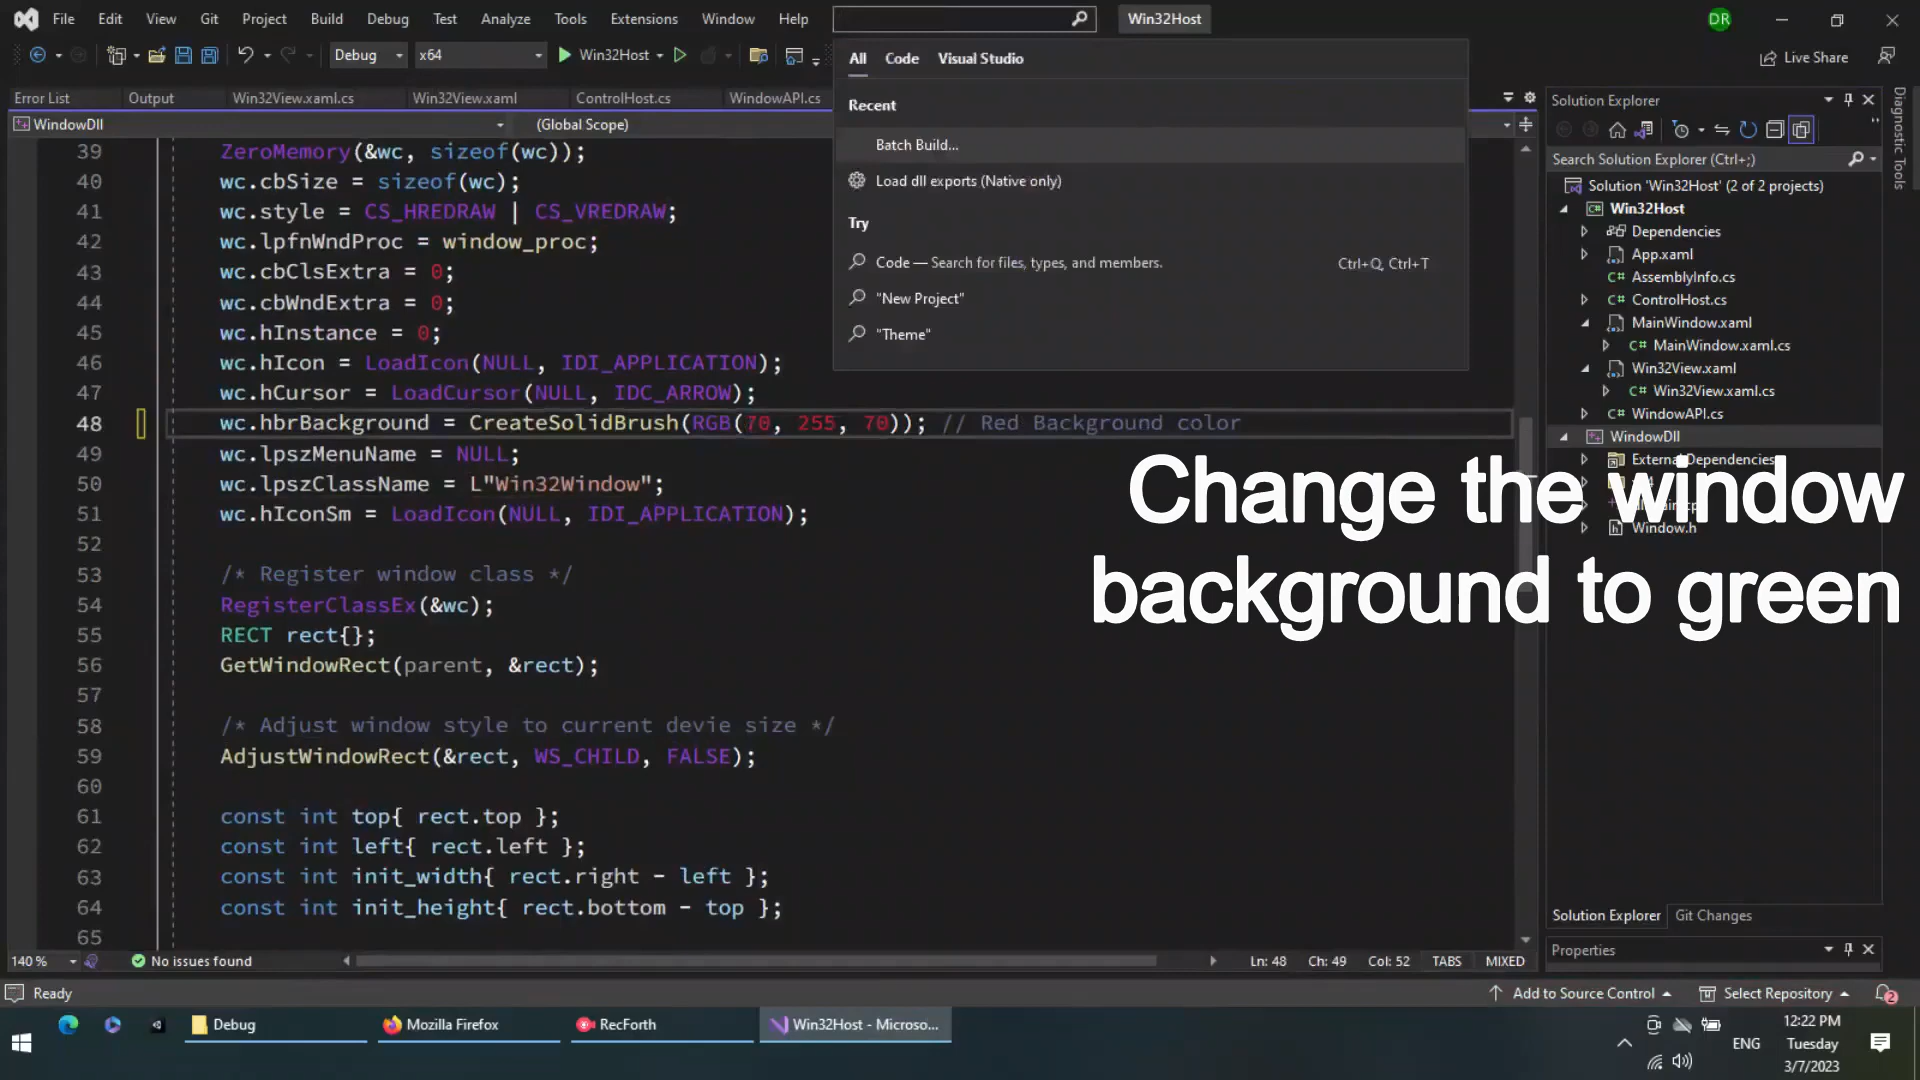 File Edit View Git Project Build Debug Test Analyze Tools Extensions Window Help Win32Host DR
Debug x64 Win32Host Live Share
All Code Visual Studio
Recent
Batch Build...
Load dll exports (Native only)
Try
Code — Search for files, types, and members. Ctrl+Q, Ctrl+T
"New Project"
"Theme"
Error List Output Win32View.xaml.cs Win32View.xaml ControlHost.cs WindowAPI.cs
WindowDll (Global Scope)
39 ZeroMemory(&wc, sizeof(wc));
40 wc.cbSize = sizeof(wc);
41 wc.style = CS_HREDRAW | CS_VREDRAW;
42 wc.lpfnWndProc = window_proc;
43 wc.cbClsExtra = 0;
44 wc.cbWndExtra = 0;
45 wc.hInstance = 0;
46 wc.hIcon = LoadIcon(NULL, IDI_APPLICATION);
47 wc.hCursor = LoadCursor(NULL, IDC_ARROW);
48 wc.hbrBackground = CreateSolidBrush(RGB(70, 255, 70)); // Red Background color
49 wc.lpszMenuName = NULL;
50 wc.lpszClassName = L"Win32Window";
51 wc.hIconSm = LoadIcon(NULL, IDI_APPLICATION);
52
53 /* Register window class */
54 RegisterClassEx(&wc);
55 RECT rect{};
56 GetWindowRect(parent, &rect);
57
58 /* Adjust window style to current devie size */
59 AdjustWindowRect(&rect, WS_CHILD, FALSE);
60
61 const int top{ rect.top };
62 const int left{ rect.left };
63 const int init_width{ rect.right - left };
64 const int init_height{ rect.bottom - top };
65
Change the window
background to green
Solution Explorer
Search Solution Explorer (Ctrl+;)
Solution 'Win32Host' (2 of 2 projects)
C# Win32Host
Dependencies
App.xaml
C# AssemblyInfo.cs
C# ControlHost.cs
MainWindow.xaml
C# MainWindow.xaml.cs
Win32View.xaml
C# Win32View.xaml.cs
C# WindowAPI.cs
WindowDll
External Dependencies
Window.h
Diagnostic Tools
Solution Explorer Git Changes
Properties
140 % No issues found Ln: 48 Ch: 49 Col: 52 TABS MIXED
Ready Add to Source Control Select Repository 2
Debug Mozilla Firefox RecForth Win32Host - Microso...
ENG
12:22 PM
Tuesday
3/7/2023